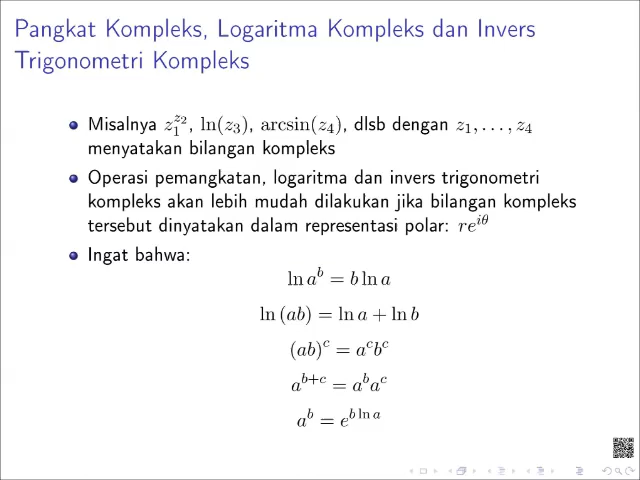 Pangkat Kompleks, Logaritma Kompleks dan Invers
Trigonometri Kompleks
Misalnya z₁^{z₂}, ln(z₃), arcsin(z₄), dlsb dengan z₁, . . . , z₄
menyatakan bilangan kompleks
Operasi pemangkatan, logaritma dan invers trigonometri
kompleks akan lebih mudah dilakukan jika bilangan kompleks
tersebut dinyatakan dalam representasi polar: re^{iθ}
Ingat bahwa:
ln a^b = b ln a
ln (ab) = ln a + ln b
(ab)^c = a^c b^c
a^{b+c} = a^b a^c
a^b = e^{b ln a}